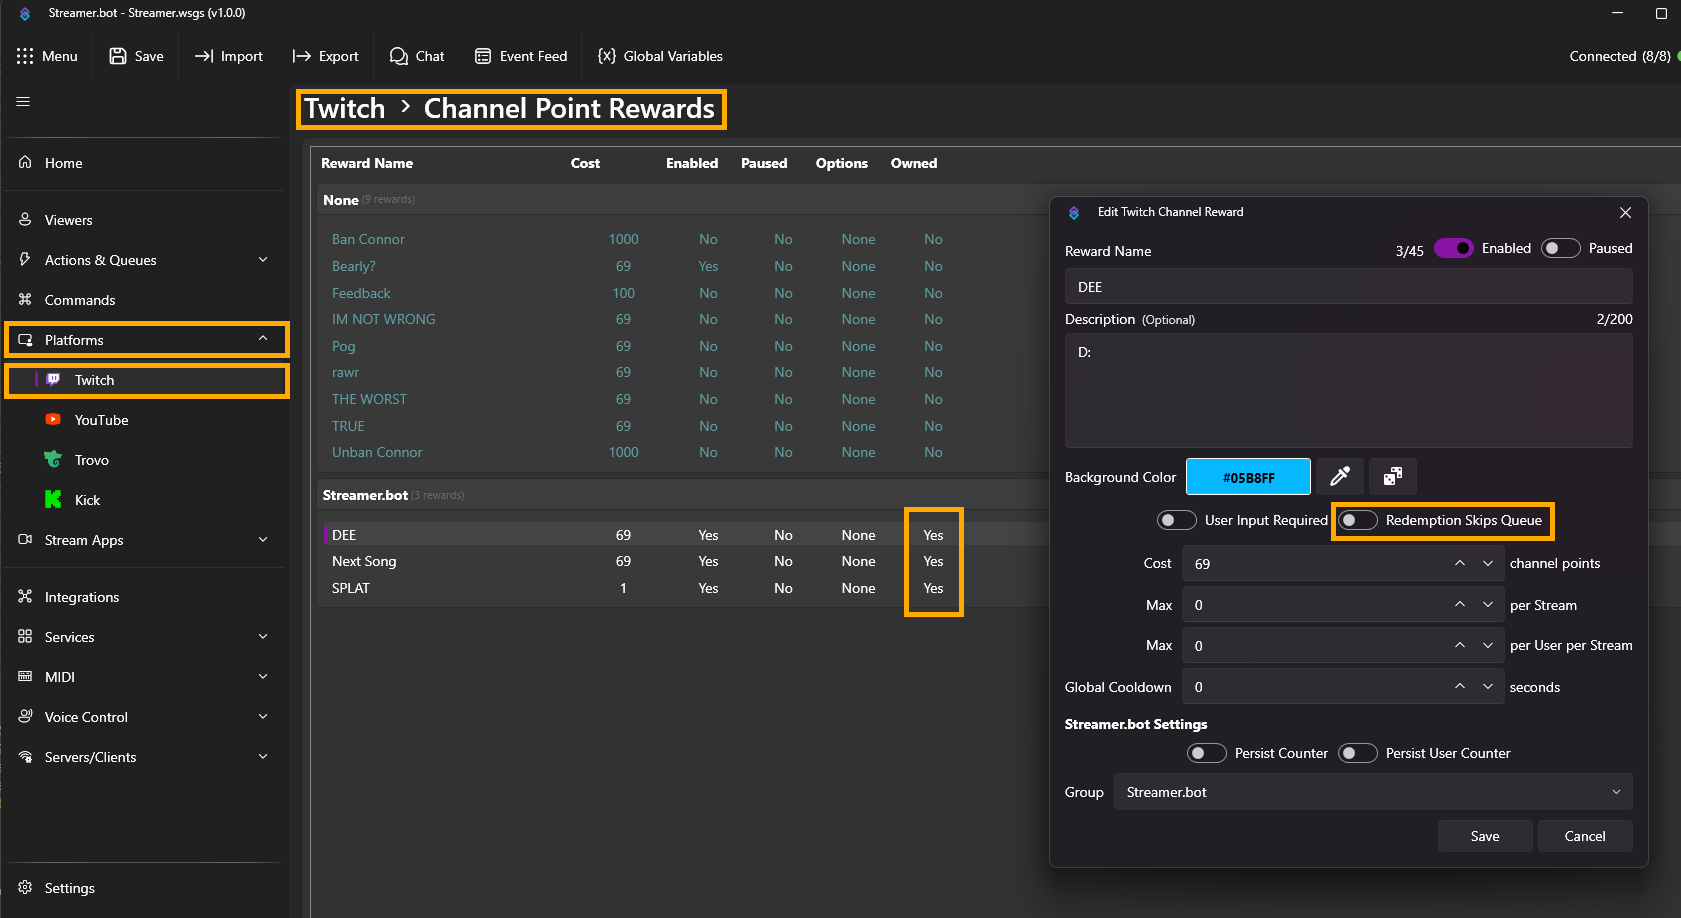 Streamer.bot - Streamer.wsgs (v1.0.0)
Menu Save Import Export Chat Event Feed Global Variables Connected (8/8)
Twitch > Channel Point Rewards
Home
Viewers
Actions & Queues
Commands
Platforms
Twitch
YouTube
Trovo
Kick
Stream Apps
Integrations
Services
MIDI
Voice Control
Servers/Clients
Settings
Reward Name Cost Enabled Paused Options Owned
None (9 rewards)
Ban Connor 1000 No No None No
Bearly? 69 Yes No None No
Feedback 100 No No None No
IM NOT WRONG 69 No No None No
Pog 69 No No None No
rawr 69 No No None No
THE WORST 69 No No None No
TRUE 69 No No None No
Unban Connor 1000 No No None No
Streamer.bot (3 rewards)
DEE 69 Yes No None Yes
Next Song 69 Yes No None Yes
SPLAT 1 Yes No None Yes
Edit Twitch Channel Reward
Reward Name 3/45 Enabled Paused
DEE
Description (Optional) 2/200
D:
Background Color #05B8FF
User Input Required Redemption Skips Queue
Cost 69 channel points
Max 0 per Stream
Max 0 per User per Stream
Global Cooldown 0 seconds
Streamer.bot Settings
Persist Counter Persist User Counter
Group Streamer.bot
Save Cancel